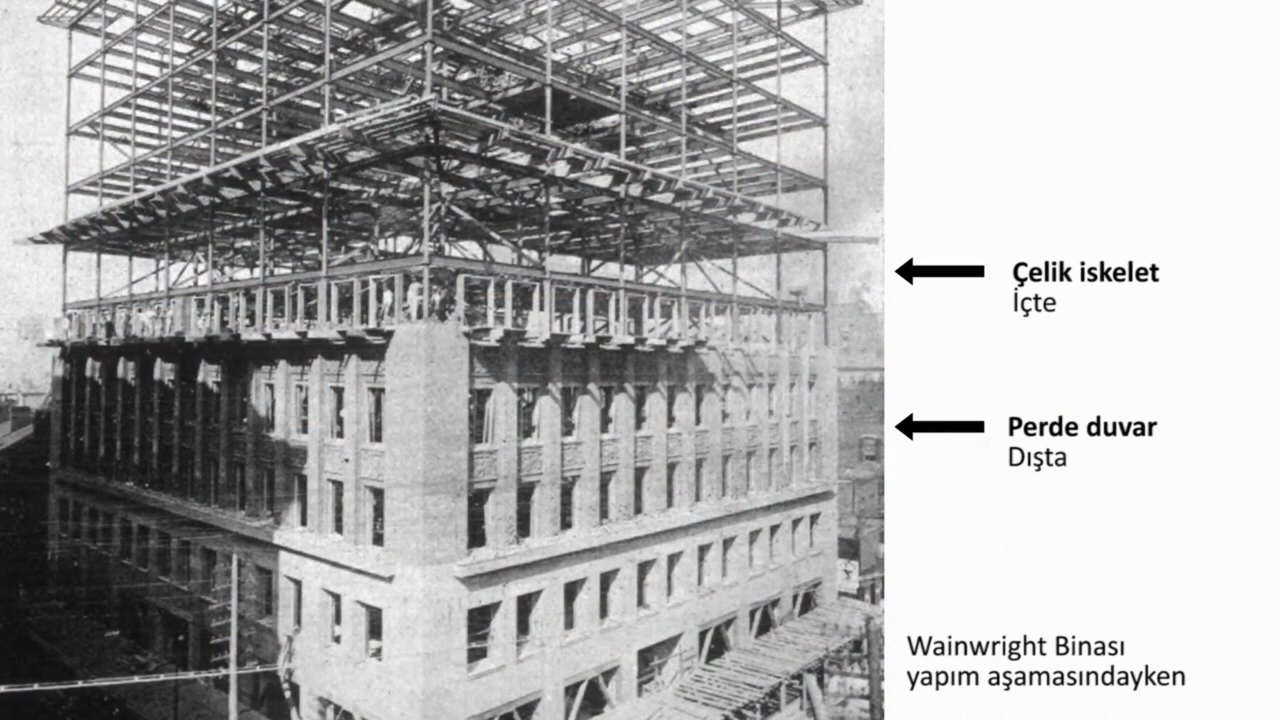 Çelik iskelet
İçte
Perde duvar
Dışta
Wainwright Binası
yapım aşamasındayken